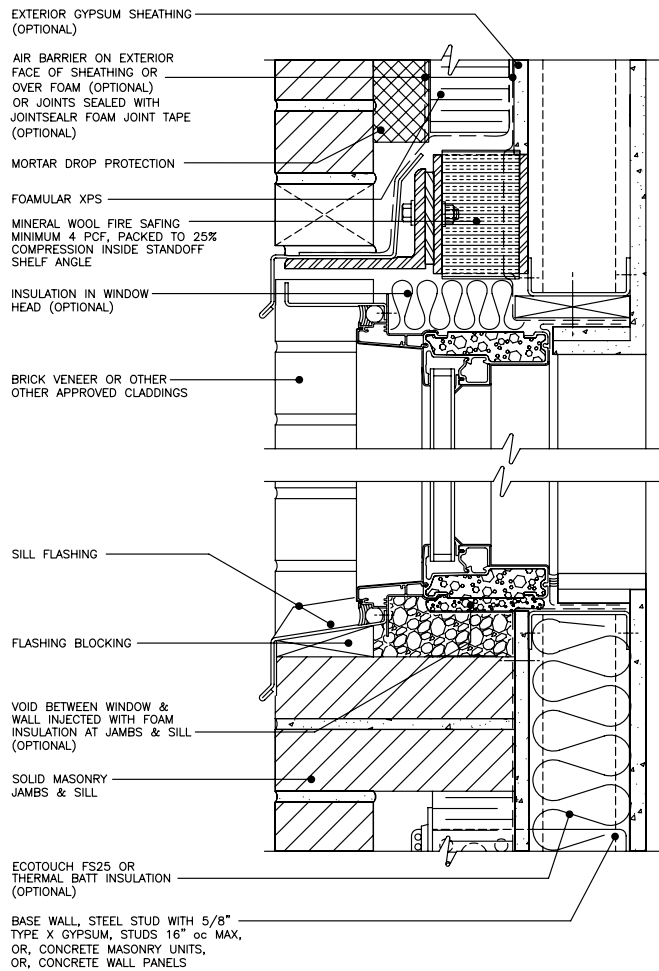 EXTERIOR GYPSUM SHEATHING
(OPTIONAL)
AIR BARRIER ON EXTERIOR
FACE OF SHEATHING OR
OVER FOAM (OPTIONAL)
OR JOINTS SEALED WITH
JOINTSEALR FOAM JOINT TAPE
(OPTIONAL)
MORTAR DROP PROTECTION
FOAMULAR XPS
MINERAL WOOL FIRE SAFING
MINIMUM 4 PCF, PACKED TO 25%
COMPRESSION INSIDE STANDOFF
SHELF ANGLE
INSULATION IN WINDOW
HEAD (OPTIONAL)
BRICK VENEER OR OTHER
OTHER APPROVED CLADDINGS
SILL FLASHING
FLASHING BLOCKING
VOID BETWEEN WINDOW &
WALL INJECTED WITH FOAM
INSULATION AT JAMBS & SILL
(OPTIONAL)
SOLID MASONRY
JAMBS & SILL
ECOTOUCH FS25 OR
THERMAL BATT INSULATION
(OPTIONAL)
BASE WALL, STEEL STUD WITH 5/8"
TYPE X GYPSUM, STUDS 16" oc MAX,
OR, CONCRETE MASONRY UNITS,
OR, CONCRETE WALL PANELS